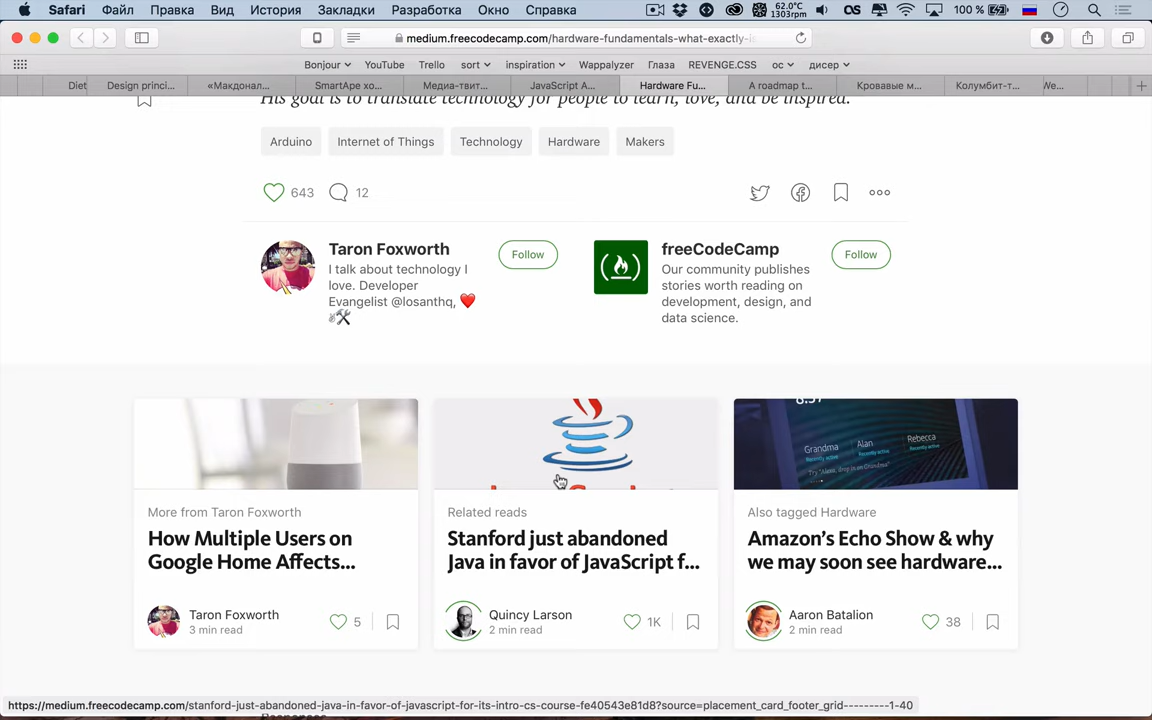 Safari Файл Правка Вид История Закладки Разработка Окно Справка 62.0°C 1303rpm 100 %
medium.freecodecamp.com/hardware-fundamentals-what-exactly-i
Bonjour YouTube Trello sort inspiration Wappalyzer Глаза REVENGE.CSS ос дисер
Diet Design princi... «Макдонал... SmartApe хо... Медиа-твит... JavaScript A... Hardware Fu... A roadmap t... Кровавые м... Колумбит-т... We...
His goal is to translate technology for people to learn, love, and be inspired.
Arduino Internet of Things Technology Hardware Makers
643 12
Taron Foxworth
I talk about technology I
love. Developer
Evangelist @losanthq, ❤️
✌🛠
Follow
freeCodeCamp
Our community publishes
stories worth reading on
development, design, and
data science.
Follow
More from Taron Foxworth
How Multiple Users on
Google Home Affects...
Taron Foxworth
3 min read
5
Related reads
Stanford just abandoned
Java in favor of JavaScript f...
Quincy Larson
2 min read
1K
Grandma Alan Rebecca
Recently active Recently active Recently active
Also tagged Hardware
Amazon's Echo Show & why
we may soon see hardware...
Aaron Batalion
2 min read
38
https://medium.freecodecamp.com/stanford-just-abandoned-java-in-favor-of-javascript-for-its-intro-cs-course-fe40543e81d8?source=placement_card_footer_grid---------1-40